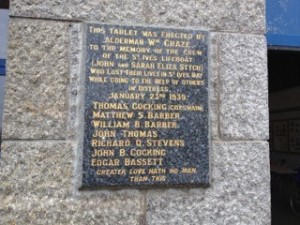 THIS TABLET WAS ERECTED BY
ALDERMAN WM CRAZE
TO THE MEMORY OF THE CREW
OF THE ST IVES LIFEBOAT
(JOHN AND SARAH ELIZA STYCH)
WHO LOST THEIR LIVES IN ST IVES BAY
WHILE GOING TO THE HELP OF OTHERS
IN DISTRESS.
JANUARY 23RD 1939
THOMAS COCKING (COXSWAIN)
MATTHEW S. BARBER
WILLIAM B. BARBER
JOHN THOMAS
RICHARD Q. STEVENS
JOHN B. COCKING
EDGAR BASSETT
GREATER LOVE HATH NO MAN
THAN THIS